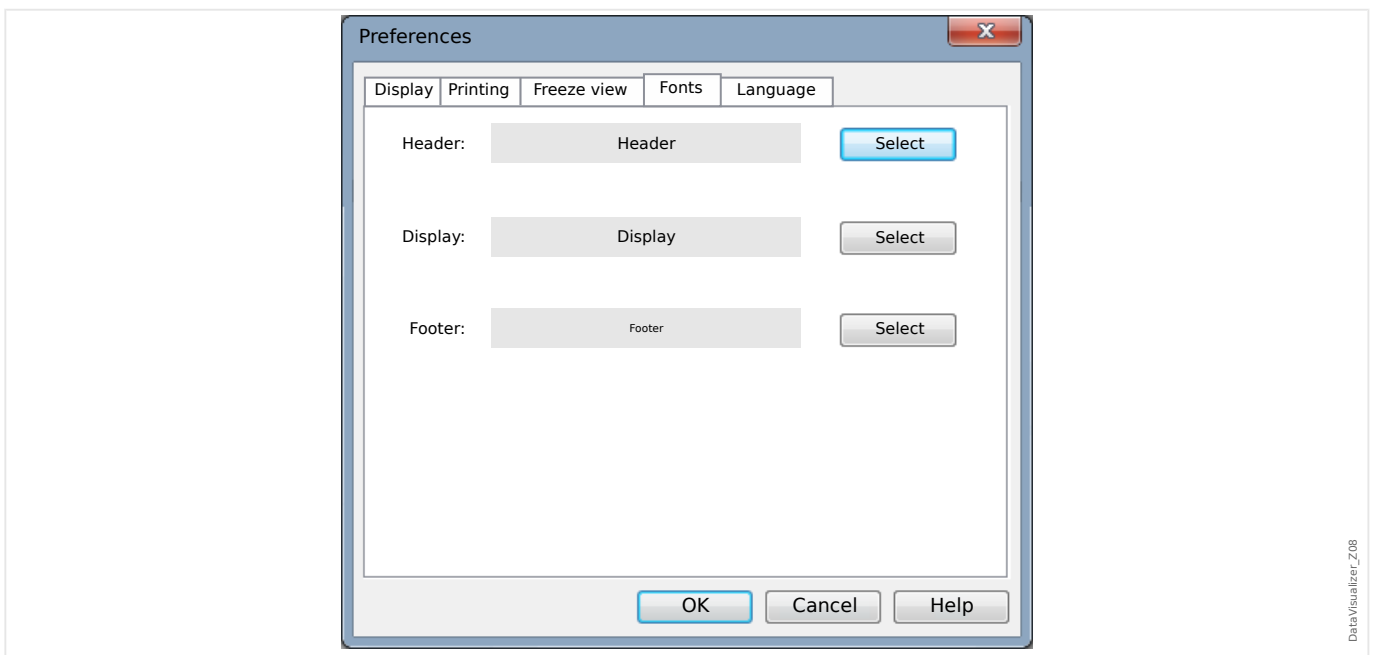 Preferences
X
Display Printing Freeze view Fonts Language
Header: Header Select
Display: Display Select
Footer: Footer Select
OK Cancel Help
DataVisualizer_Z08